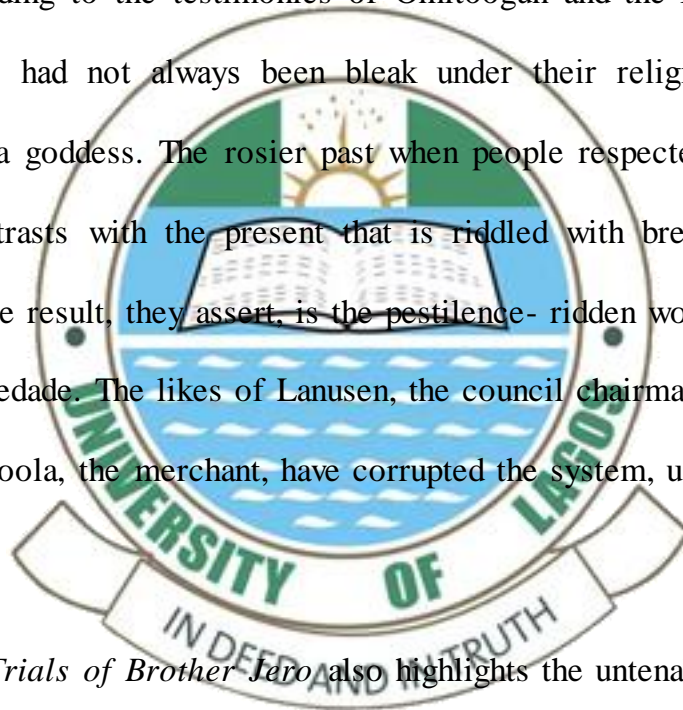 ding to the testimonies of Omitoogun and the
had not always been bleak under their relig
a goddess. The rosier past when people respecte
trasts with the present that is riddled with bre
e result, they assert, is the pestilence- ridden wo
edade. The likes of Lanusen, the council chairma
oola, the merchant, have corrupted the system, u
UNIVERSITY OF LAGOS
IN DEED AND IN TRUTH
Trials of Brother Jero also highlights the untena